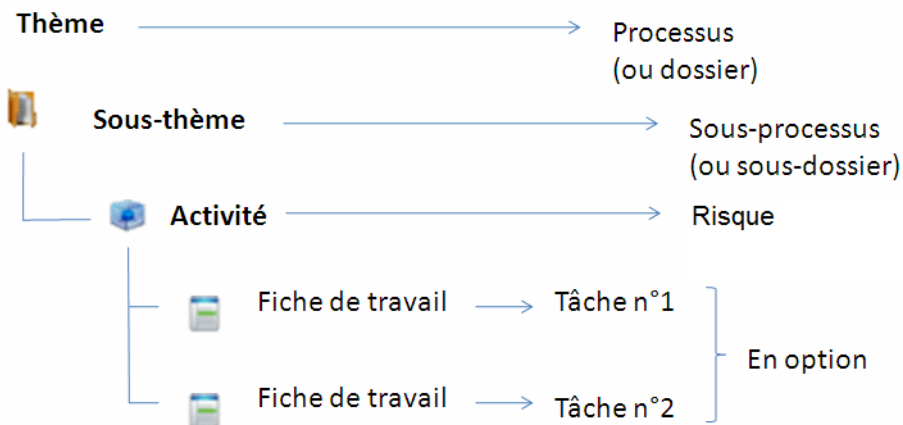 Thème
Processus
(ou dossier)
Sous-thème
Sous-processus
(ou sous-dossier)
Activité
Risque
Fiche de travail
Tâche n°1
En option
Fiche de travail
Tâche n°2